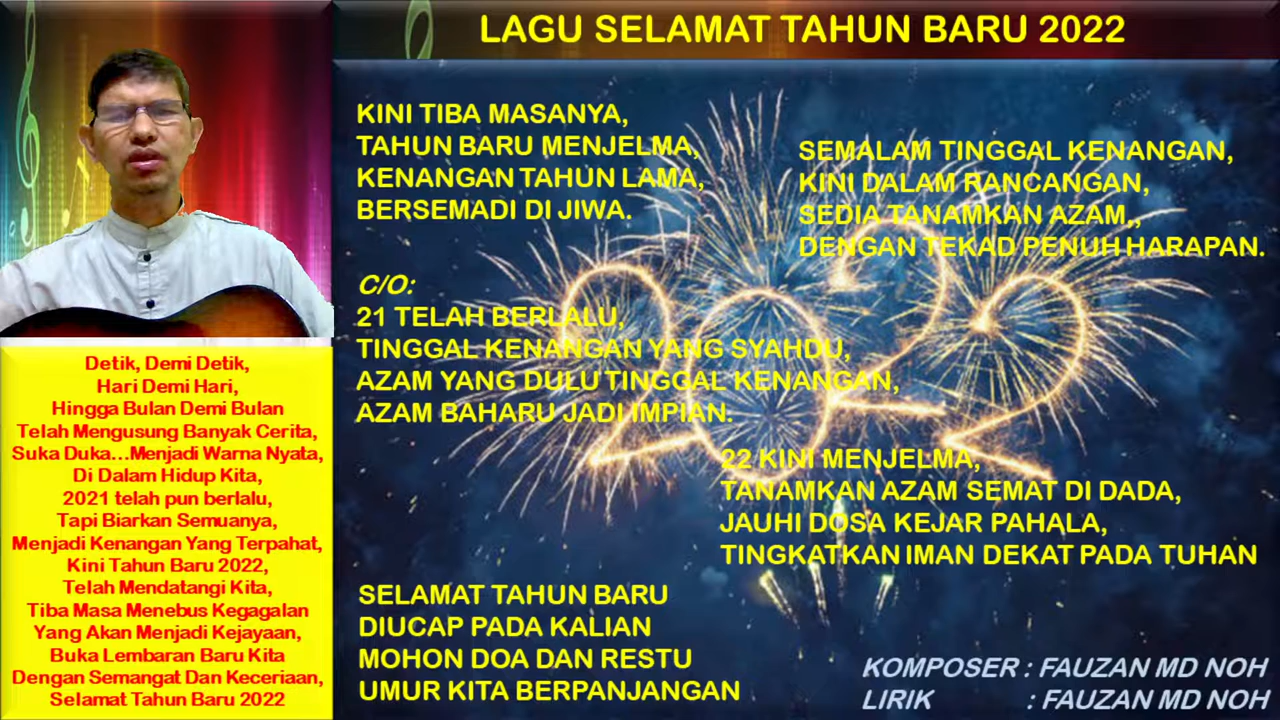 LAGU SELAMAT TAHUN BARU 2022
KINI TIBA MASANYA,
TAHUN BARU MENJELMA,
KENANGAN TAHUN LAMA,
BERSEMADI DI JIWA.
SEMALAM TINGGAL KENANGAN,
KINI DALAM RANCANGAN,
SEDIA TANAMKAN AZAM,,
DENGAN TEKAD PENUH HARAPAN.
C/O:
21 TELAH BERLALU,
TINGGAL KENANGAN YANG SYAHDU,
AZAM YANG DULU TINGGAL KENANGAN,
AZAM BAHARU JADI IMPIAN.
22 KINI MENJELMA,
TANAMKAN AZAM SEMAT DI DADA,
JAUHI DOSA KEJAR PAHALA,
TINGKATKAN IMAN DEKAT PADA TUHAN
SELAMAT TAHUN BARU
DIUCAP PADA KALIAN
MOHON DOA DAN RESTU
UMUR KITA BERPANJANGAN
KOMPOSER : FAUZAN MD NOH
LIRIK : FAUZAN MD NOH
Detik, Demi Detik,
Hari Demi Hari,
Hingga Bulan Demi Bulan
Telah Mengusung Banyak Cerita,
Suka Duka...Menjadi Warna Nyata,
Di Dalam Hidup Kita,
2021 telah pun berlalu,
Tapi Biarkan Semuanya,
Menjadi Kenangan Yang Terpahat,
Kini Tahun Baru 2022,
Telah Mendatangi Kita,
Tiba Masa Menebus Kegagalan
Yang Akan Menjadi Kejayaan,
Buka Lembaran Baru Kita
Dengan Semangat Dan Keceriaan,
Selamat Tahun Baru 2022
2022